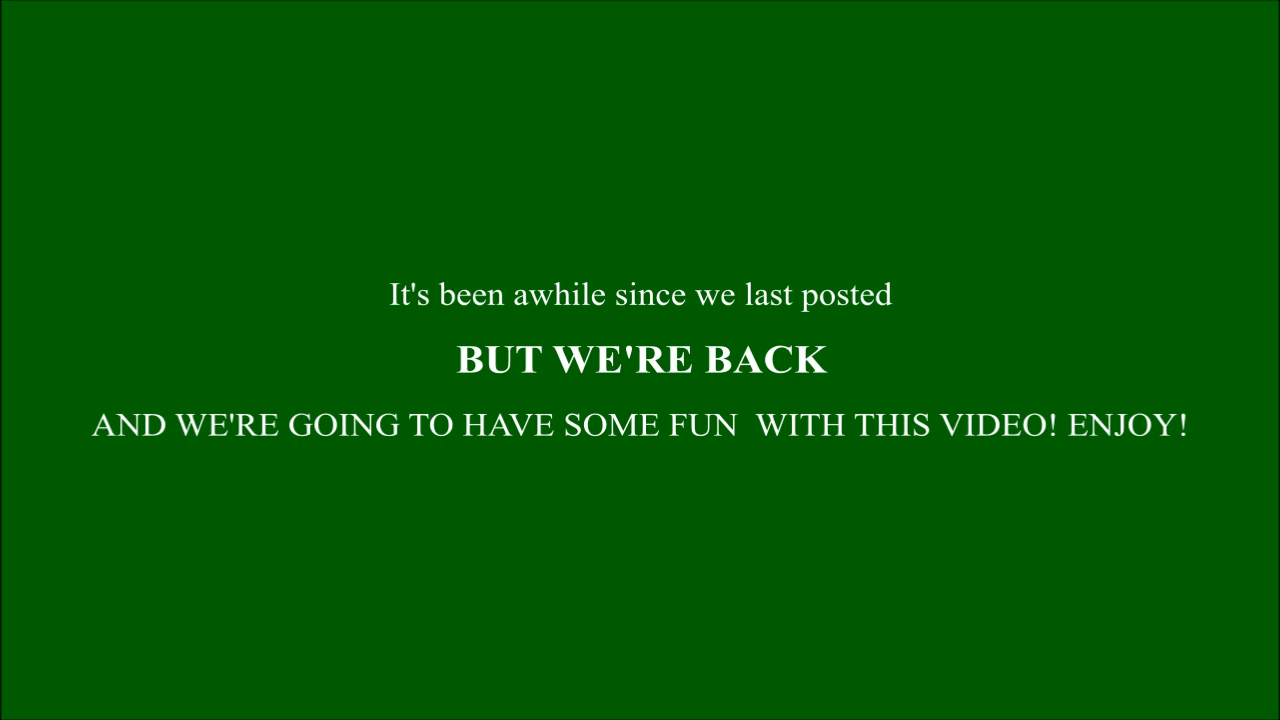 It's been awhile since we last posted
BUT WE'RE BACK
AND WE'RE GOING TO HAVE SOME FUN  WITH THIS VIDEO! ENJOY!